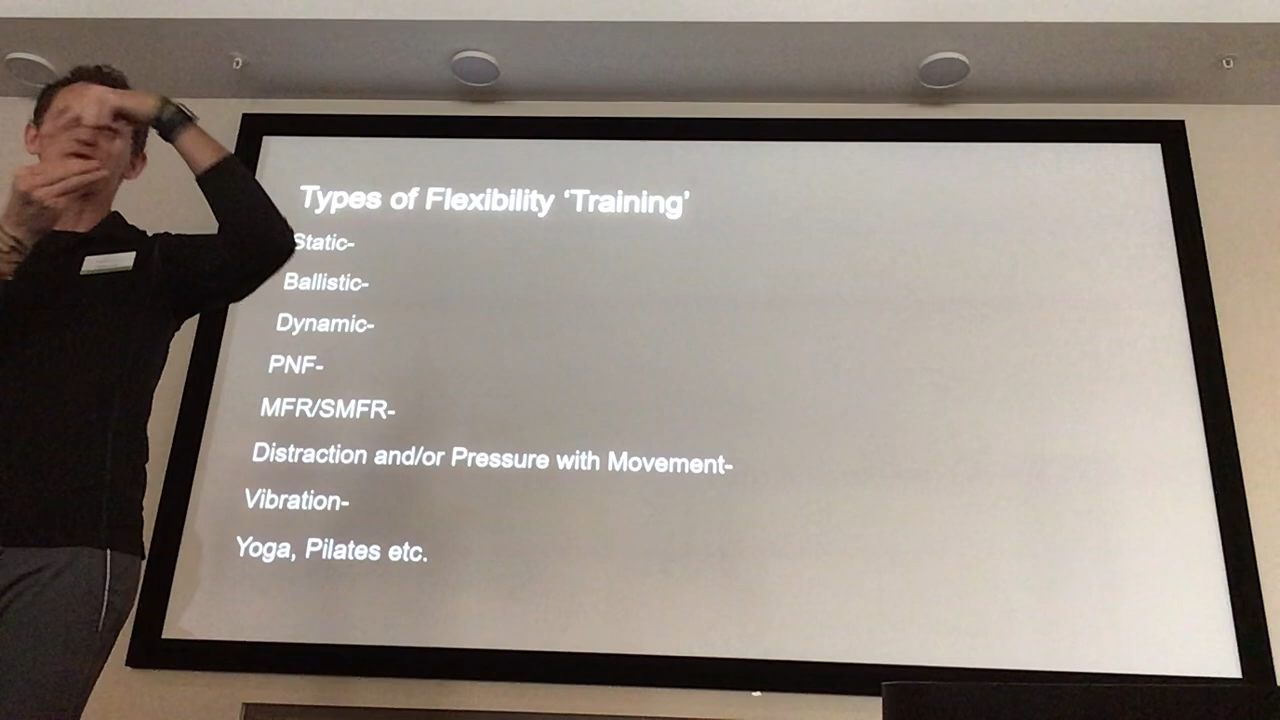 Types of Flexibility ‘Training’
Static-
Ballistic-
Dynamic-
PNF-
MFR/SMFR-
Distraction and/or Pressure with Movement-
Vibration-
Yoga, Pilates etc.